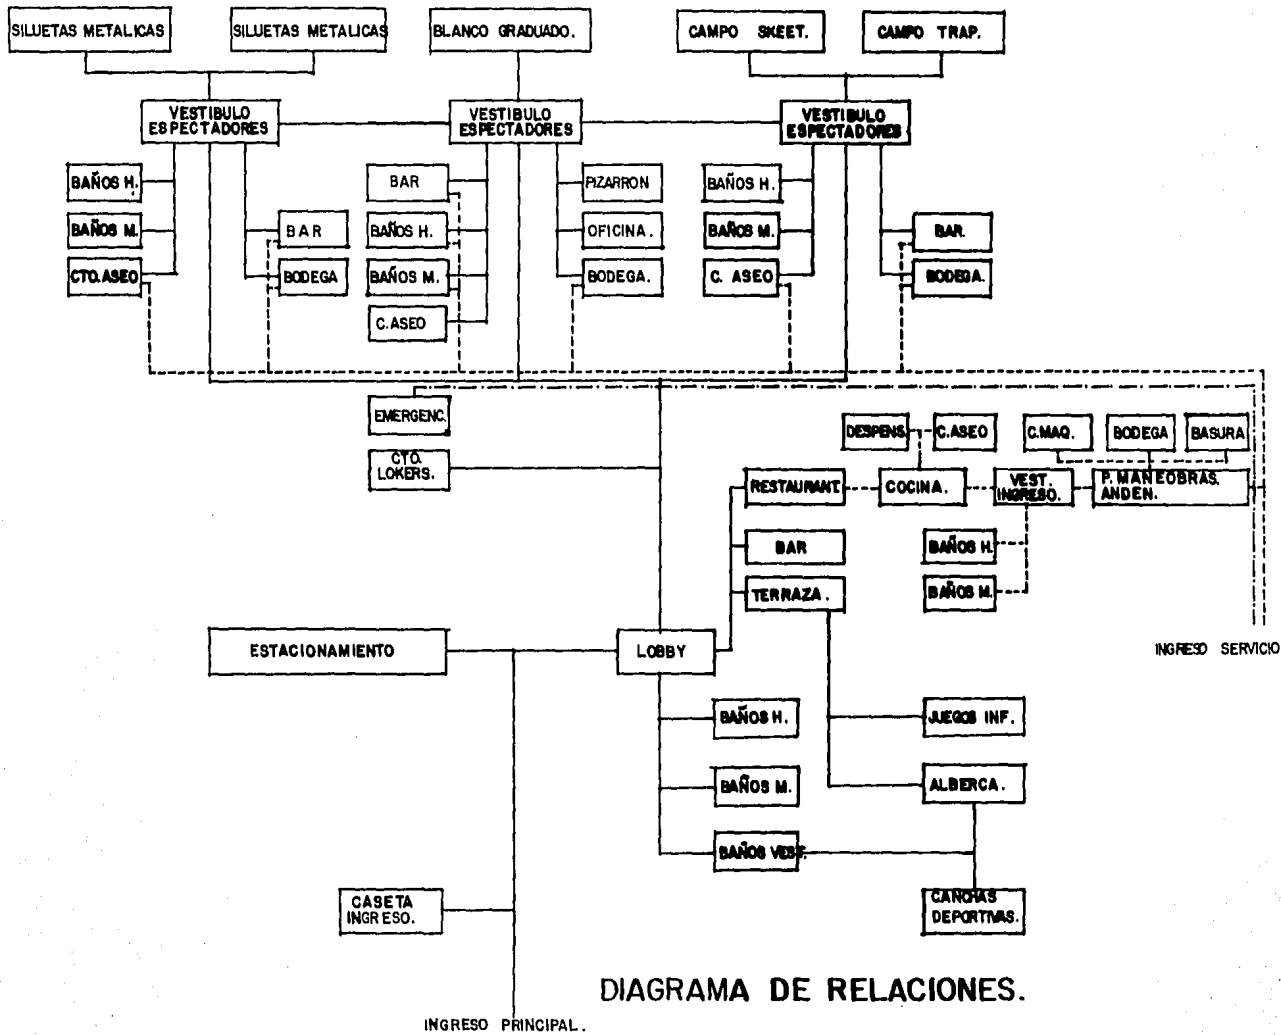 SILUETAS METALICAS
SILUETAS METALICAS
BLANCO GRADUADO.
CAMPO SKEET.
CAMPO TRAP.
VESTIBULO
ESPECTADORES
VESTIBULO
ESPECTADORES
VESTIBULO
ESPECTADORES
BAÑOS H.
BAÑOS M.
CTO. ASEO
BAR
BODEGA
BAR
BAÑOS H.
BAÑOS M.
C. ASEO
PIZARRON
OFICINA.
BODEGA.
BAÑOS H.
BAÑOS M.
C. ASEO
BAR.
BODEGA.
EMERGENC.
CTO.
LOKERS.
DESPENS.
C. ASEO
C. MAQ.
BODEGA
BASURA
RESTAURANT.
COCINA.
VEST.
INGRESO.
P. MANEOBRAS.
ANDEN.
BAR
TERRAZA.
BAÑOS H.
BAÑOS M.
INGRESO SERVICIO
ESTACIONAMIENTO
LOBBY
BAÑOS H.
BAÑOS M.
BAÑOS VEST.
JUEGOS INF.
ALBERCA.
CANCHAS
DEPORTIVAS.
CASETA
INGRESO.
DIAGRAMA DE RELACIONES.
INGRESO PRINCIPAL.